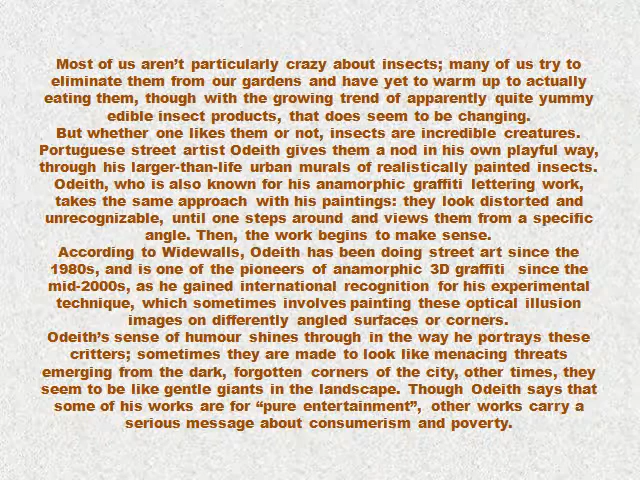 Most of us aren’t particularly crazy about insects; many of us try to
eliminate them from our gardens and have yet to warm up to actually
eating them, though with the growing trend of apparently quite yummy
edible insect products, that does seem to be changing.
But whether one likes them or not, insects are incredible creatures.
Portuguese street artist Odeith gives them a nod in his own playful way,
through his larger-than-life urban murals of realistically painted insects.
Odeith, who is also known for his anamorphic graffiti lettering work,
takes the same approach with his paintings: they look distorted and
unrecognizable, until one steps around and views them from a specific
angle. Then, the work begins to make sense.
According to Widewalls, Odeith has been doing street art since the
1980s, and is one of the pioneers of anamorphic 3D graffiti since the
mid-2000s, as he gained international recognition for his experimental
technique, which sometimes involves painting these optical illusion
images on differently angled surfaces or corners.
Odeith’s sense of humour shines through in the way he portrays these
critters; sometimes they are made to look like menacing threats
emerging from the dark, forgotten corners of the city, other times, they
seem to be like gentle giants in the landscape. Though Odeith says that
some of his works are for “pure entertainment”, other works carry a
serious message about consumerism and poverty.